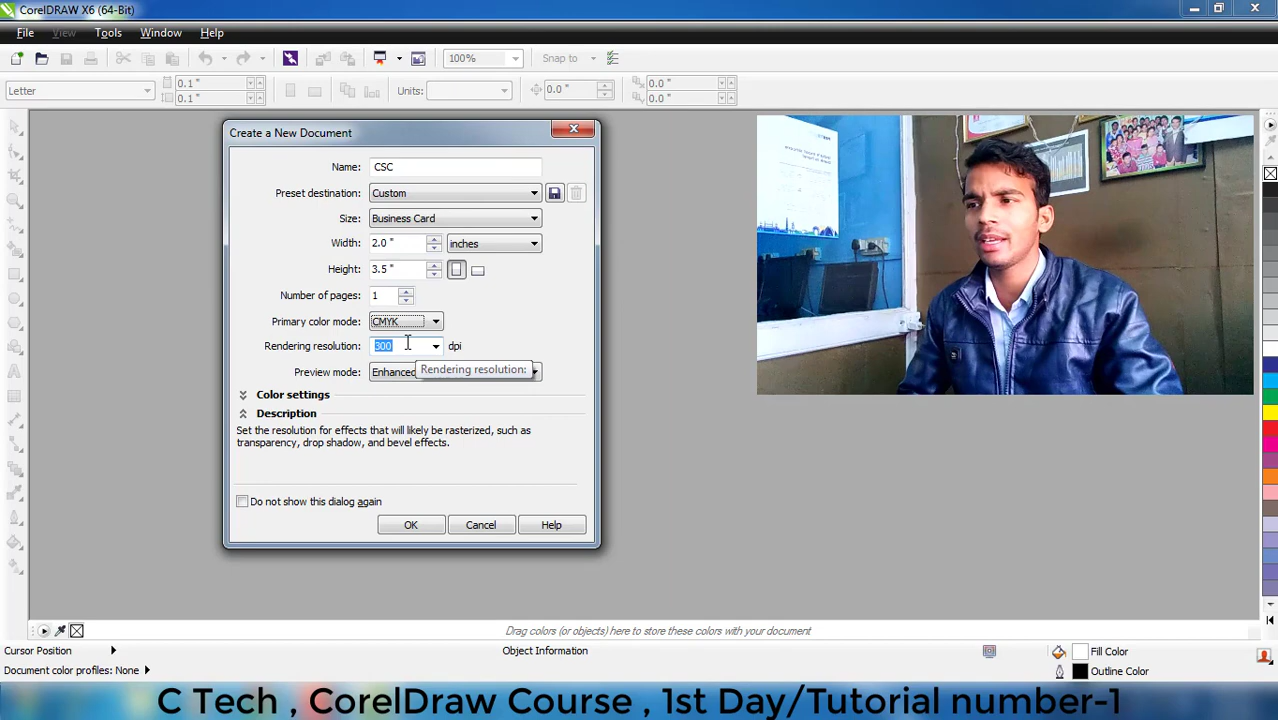 CorelDRAW X6 (64-Bit)
File View Tools Window Help
100% Snap to
Letter 0.1 " 0.1 " Units: 0.0 " 0.0 " 0.0 "
Create a New Document
Name: CSC
Preset destination: Custom
Size: Business Card
Width: 2.0 " inches
Height: 3.5 "
Number of pages: 1
Primary color mode: CMYK
Rendering resolution: 300 dpi
Preview mode: Enhanced
Rendering resolution:
Color settings
Description
Set the resolution for effects that will likely be rasterized, such as
transparency, drop shadow, and bevel effects.
Do not show this dialog again
OK Cancel Help
Drag colors (or objects) here to store these colors with your document
Cursor Position Object Information Fill Color
Document color profiles: None Outline Color
C Tech , CorelDraw Course , 1st Day/Tutorial number-1